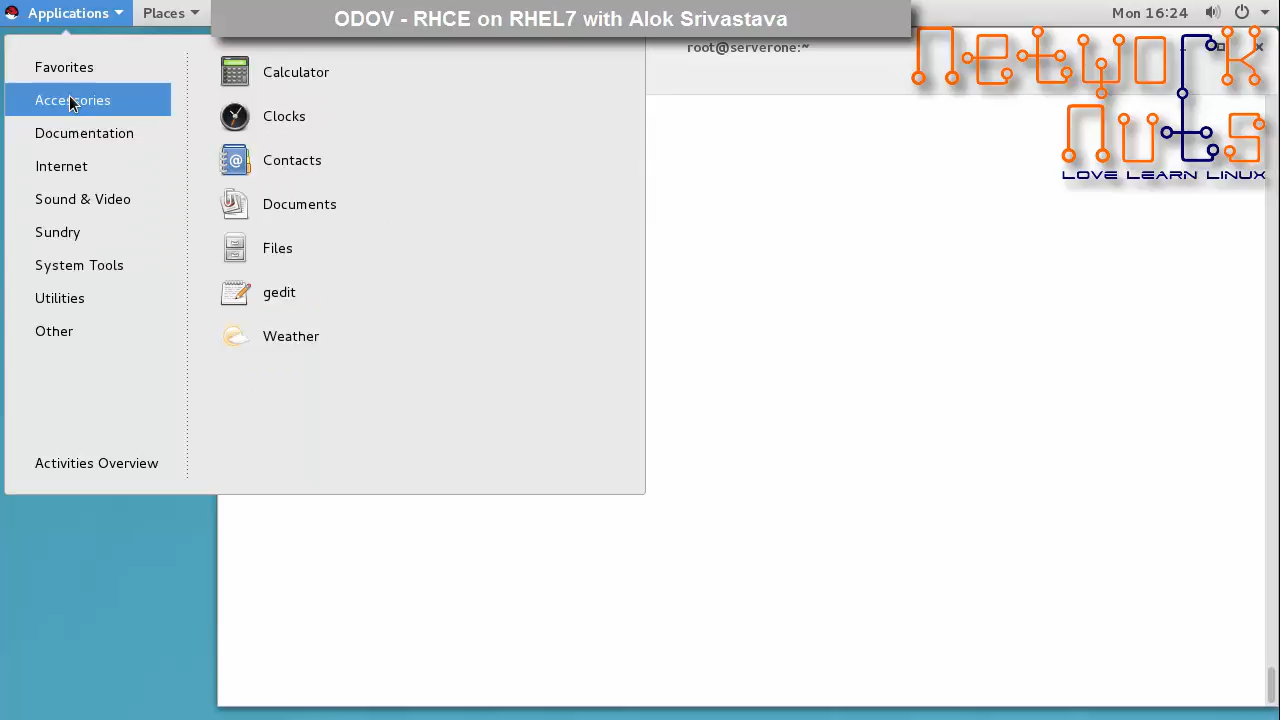 Applications
Places
ODOV - RHCE on RHEL7 with Alok Srivastava
Mon 16:24
root@serverone:~
Network
Nuts
LOVE LEARN LINUX
Favorites
Accessories
Documentation
Internet
Sound & Video
Sundry
System Tools
Utilities
Other
Activities Overview
Calculator
Clocks
Contacts
Documents
Files
gedit
Weather